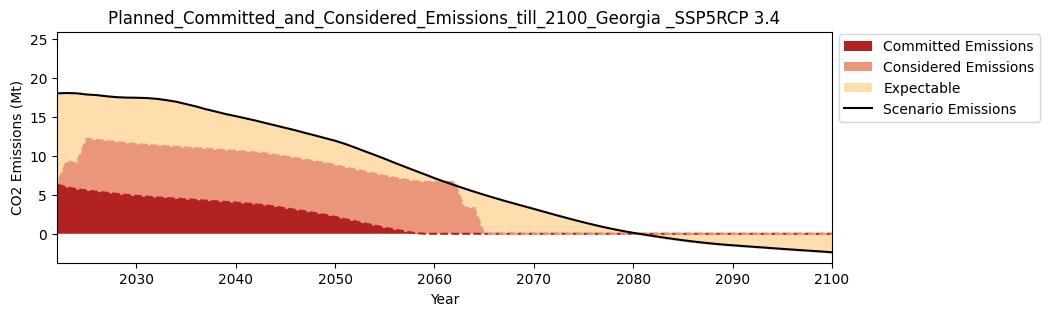 Planned_Committed_and_Considered_Emissions_till_2100_Georgia _SSP5RCP 3.4
25
20
15
10
5
0
CO2 Emissions (Mt)
2030
2040
2050
2060
2070
2080
2090
2100
Year
Committed Emissions
Considered Emissions
Expectable
Scenario Emissions